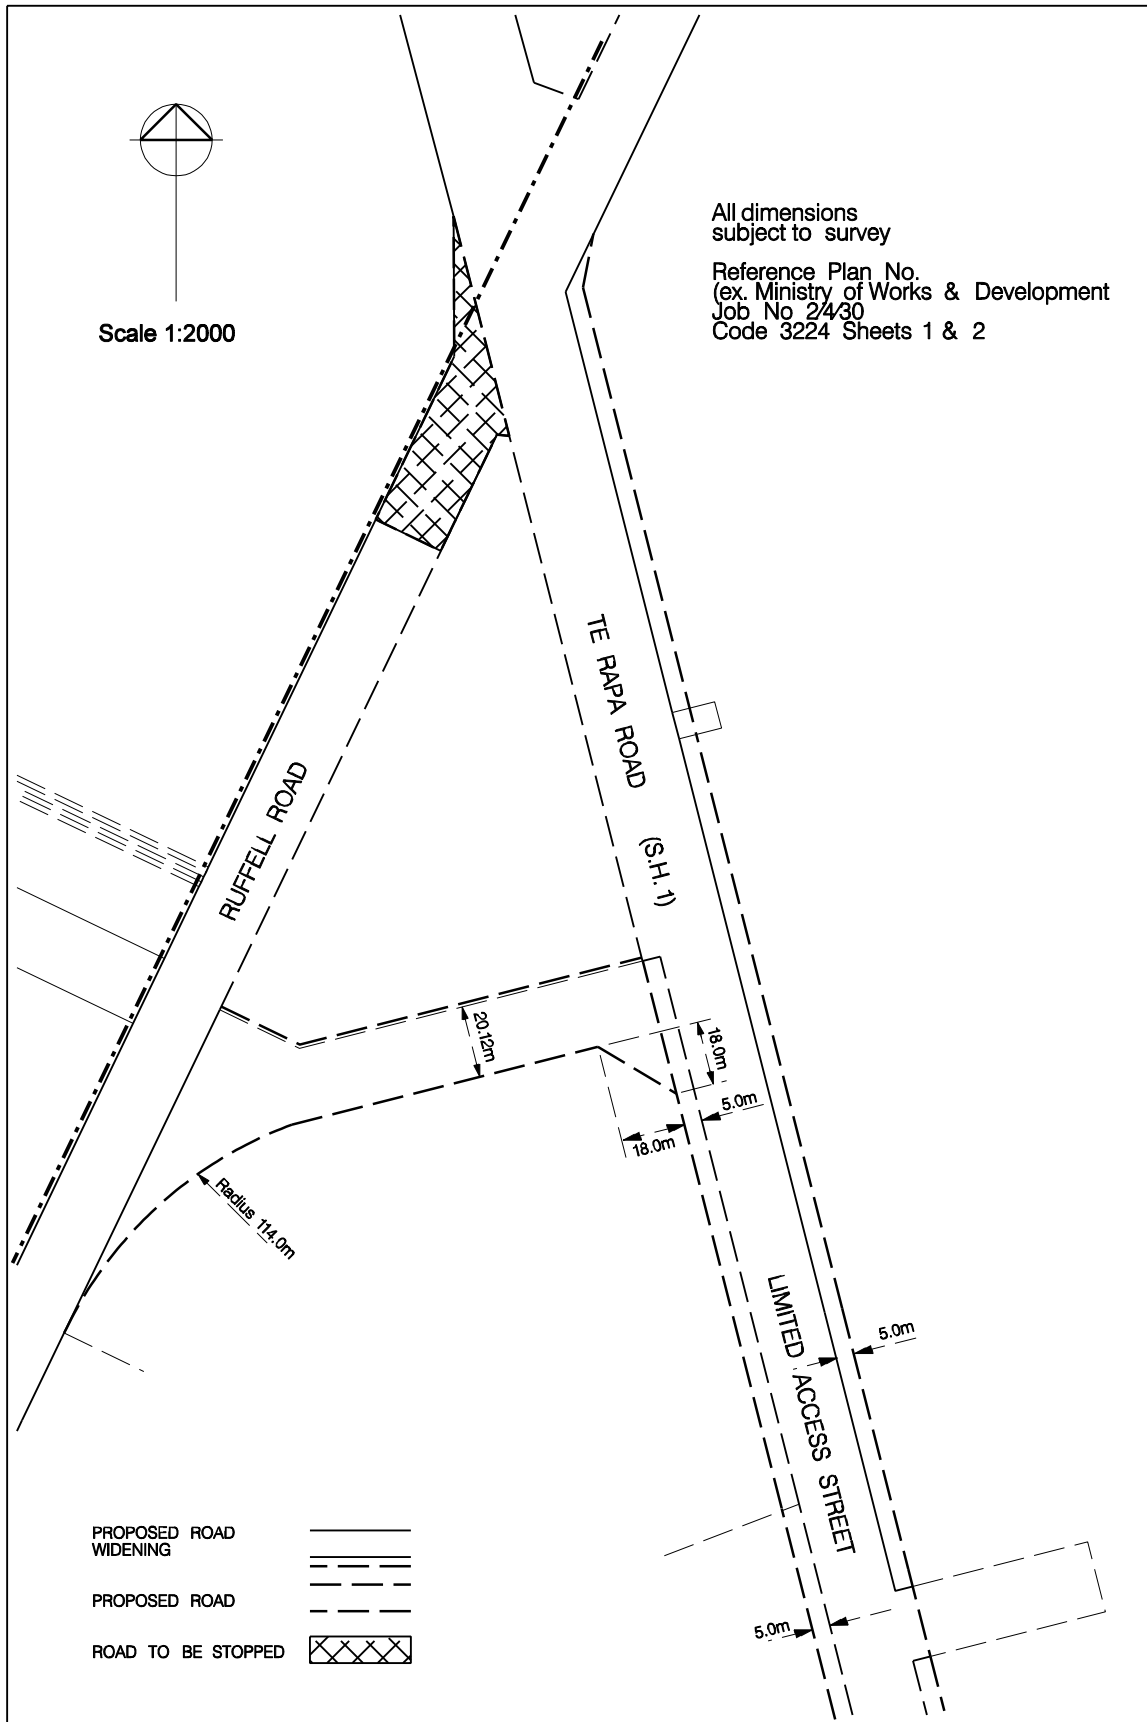 All dimensions
subject to survey
Reference Plan No.
(ex. Ministry of Works & Development
Job No 2/4/30
Code 3224 Sheets 1 & 2
Scale 1:2000
TE RAPA ROAD (S.H. 1)
RUFFELL ROAD
20.12m
18.0m
5.0m
18.0m
Radius 114.0m
LIMITED ACCESS STREET
5.0m
5.0m
PROPOSED ROAD
WIDENING
PROPOSED ROAD
ROAD TO BE STOPPED